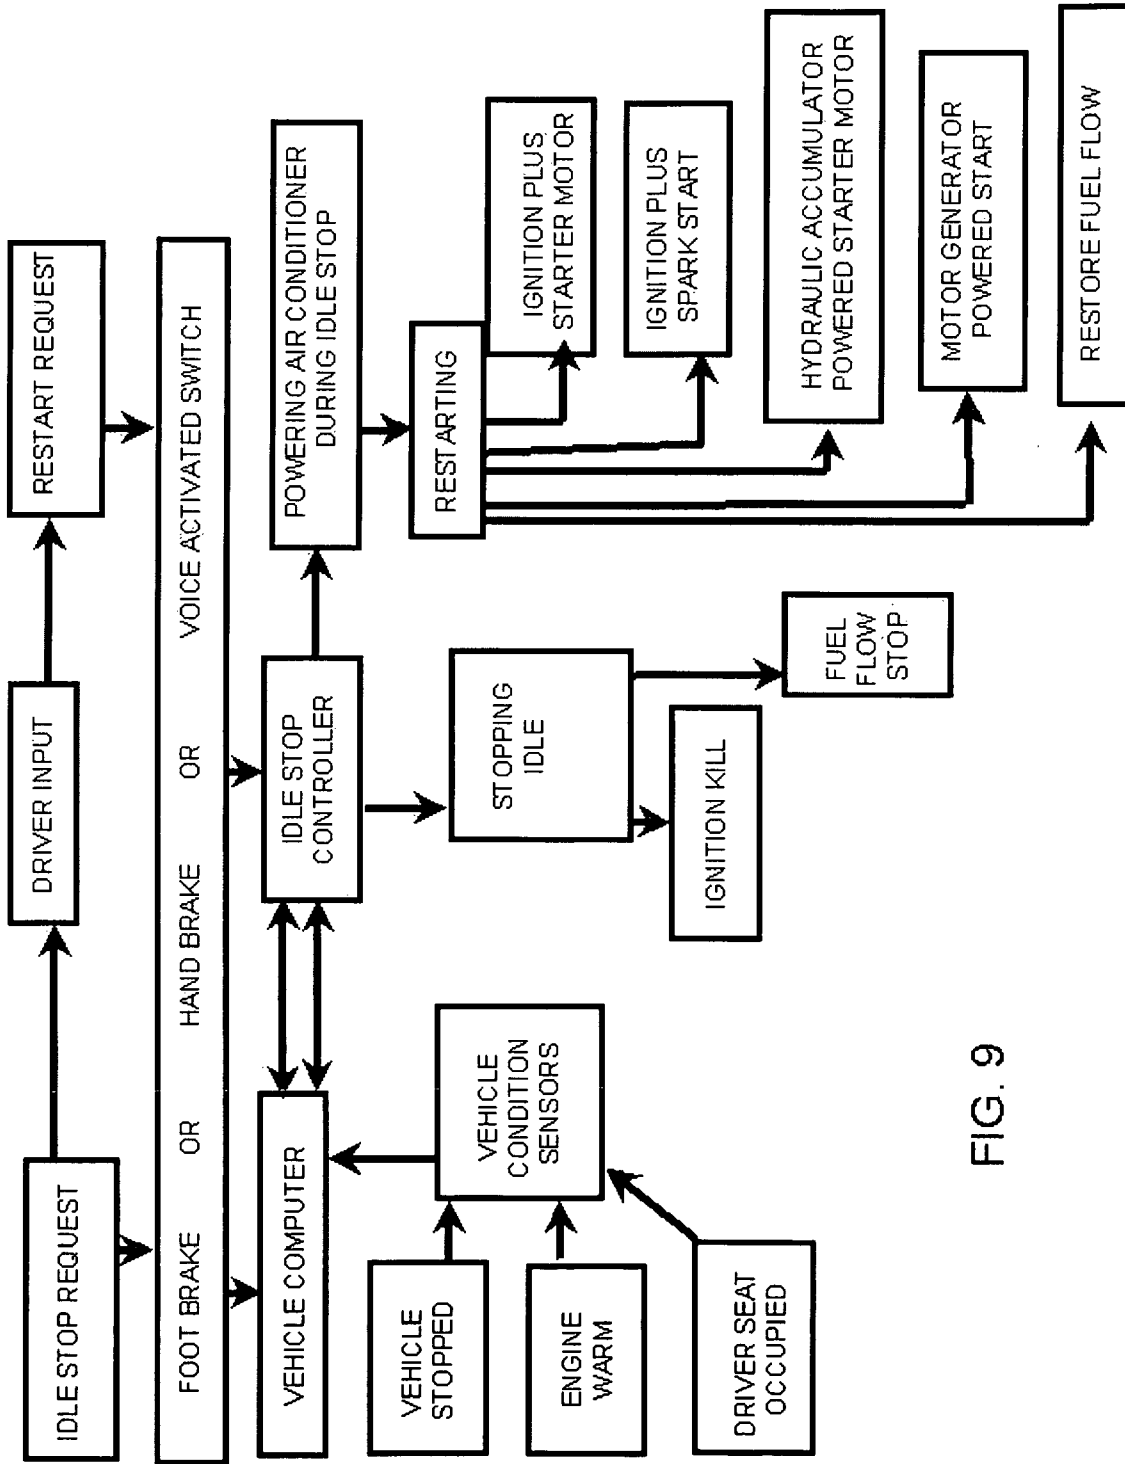 IDLE STOP REQUEST
DRIVER INPUT
RESTART REQUEST
FOOT BRAKE OR HAND BRAKE OR VOICE ACTIVATED SWITCH
VEHICLE COMPUTER
IDLE STOP
CONTROLLER
POWERING AIR CONDITIONER
DURING IDLE STOP
VEHICLE
STOPPED
VEHICLE
CONDITION
SENSORS
STOPPING
IDLE
RESTARTING
IGNITION PLUS
STARTER MOTOR
ENGINE
WARM
IGNITION KILL
IGNITION PLUS
SPARK START
DRIVER SEAT
OCCUPIED
FUEL
FLOW
STOP
HYDRAULIC ACCUMULATOR
POWERED STARTER MOTOR
MOTOR GENERATOR
POWERED START
RESTORE FUEL FLOW
FIG. 9